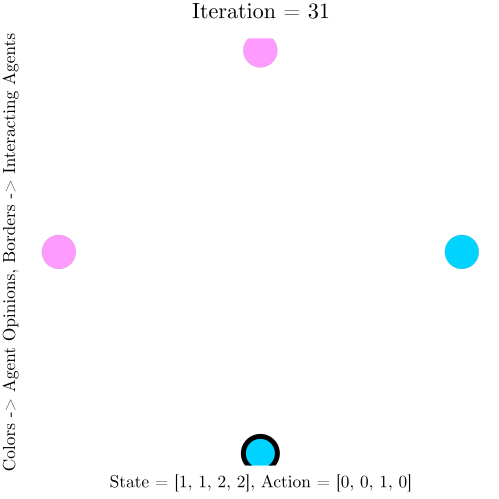 Iteration = 31
Colors -> Agent Opinions, Borders -> Interacting Agents
State = [1, 1, 2, 2], Action = [0, 0, 1, 0]